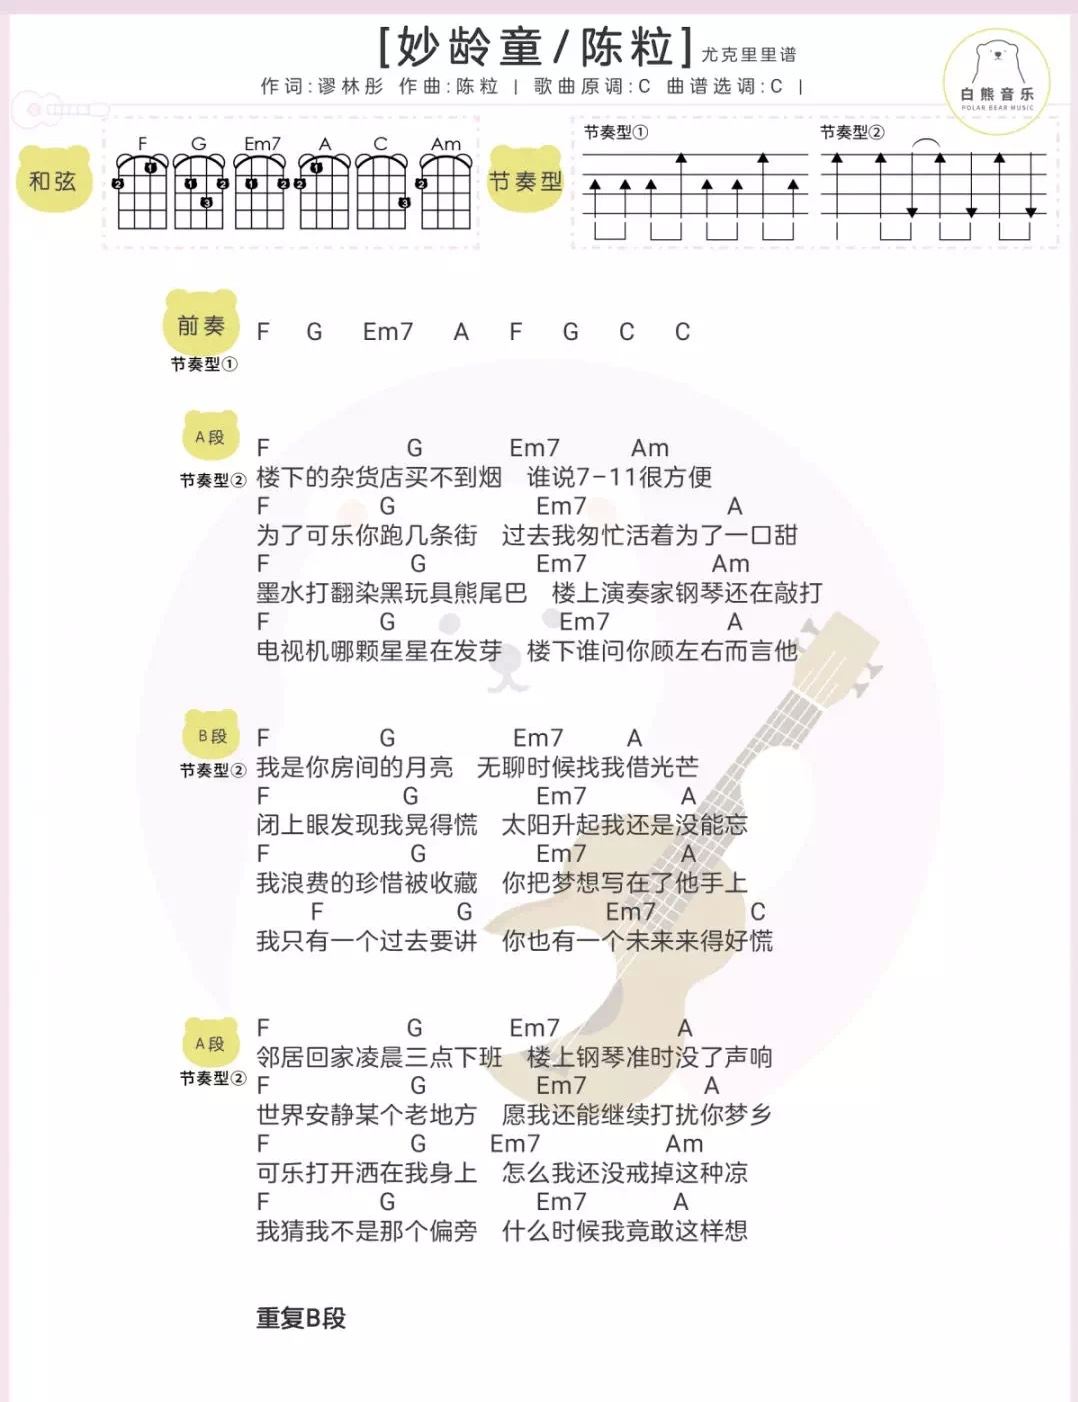 [妙龄童/陈粒]尤克里里谱
作词:谬林彤 作曲:陈粒 | 歌曲原调:C 曲谱选调:C |
白熊音乐
POLAR BEAR MUSIC
和弦
F G Em7 A C Am
2 1 1 2 3 1 2 2 1 3 2
节奏型
节奏型① 节奏型②
前奏
F G Em7 A F G C C
节奏型①
A段
F G Em7 Am
节奏型② 楼下的杂货店买不到烟 谁说7-11很方便
F G Em7 A
为了可乐你跑几条街 过去我匆忙活着为了一口甜
F G Em7 Am
墨水打翻染黑玩具熊尾巴 楼上演奏家钢琴还在敲打
F G Em7 A
电视机哪颗星星在发芽 楼下谁问你顾左右而言他
B段
F G Em7 A
节奏型② 我是你房间的月亮 无聊时候找我借光芒
F G Em7 A
闭上眼发现我晃得慌 太阳升起我还是没能忘
F G Em7 A
我浪费的珍惜被收藏 你把梦想写在了他手上
F G Em7 C
我只有一个过去要讲 你也有一个未来来得好慌
A段
F G Em7 A
邻居回家凌晨三点下班 楼上钢琴准时没了声响
节奏型②
F G Em7 A
世界安静某个老地方 愿我还能继续打扰你梦乡
F G Em7 Am
可乐打开洒在我身上 怎么我还没戒掉这种凉
F G Em7 A
我猜我不是那个偏旁 什么时候我竟敢这样想
重复B段